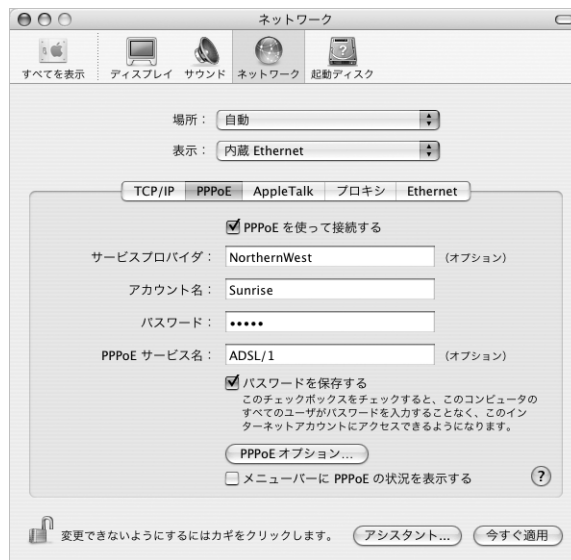 ネットワーク
すべてを表示 ディスプレイ サウンド ネットワーク 起動ディスク
場所： 自動
表示： 内蔵 Ethernet
TCP/IP PPPoE AppleTalk プロキシ Ethernet
PPPoE を使って接続する
サービスプロバイダ： NorthernWest (オプション)
アカウント名： Sunrise
パスワード： •••••
PPPoE サービス名： ADSL/1 (オプション)
パスワードを保存する
このチェックボックスをチェックすると、このコンピュータの
すべてのユーザがパスワードを入力することなく、このイン
ターネットアカウントにアクセスできるようになります。
PPPoE オプション...
メニューバーに PPPoE の状況を表示する ?
変更できないようにするにはカギをクリックします。 アシスタント... 今すぐ適用